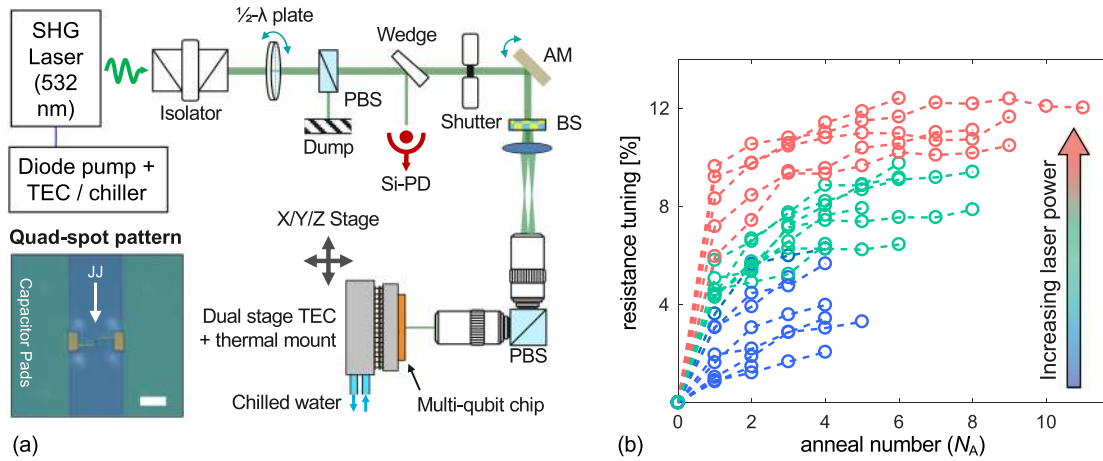 SHG
Laser
(532
nm)
Diode pump +
TEC / chiller
Isolator
½-λ plate
PBS
Dump
Wedge
Si-PD
Shutter
AM
BS
X/Y/Z Stage
Dual stage TEC
+ thermal mount
PBS
Chilled water
Multi-qubit chip
Quad-spot pattern
JJ
Capacitor Pads
(a)
resistance tuning [%]
12
8
4
0
2
4
6
8
10
anneal number (N_A)
Increasing laser power
(b)